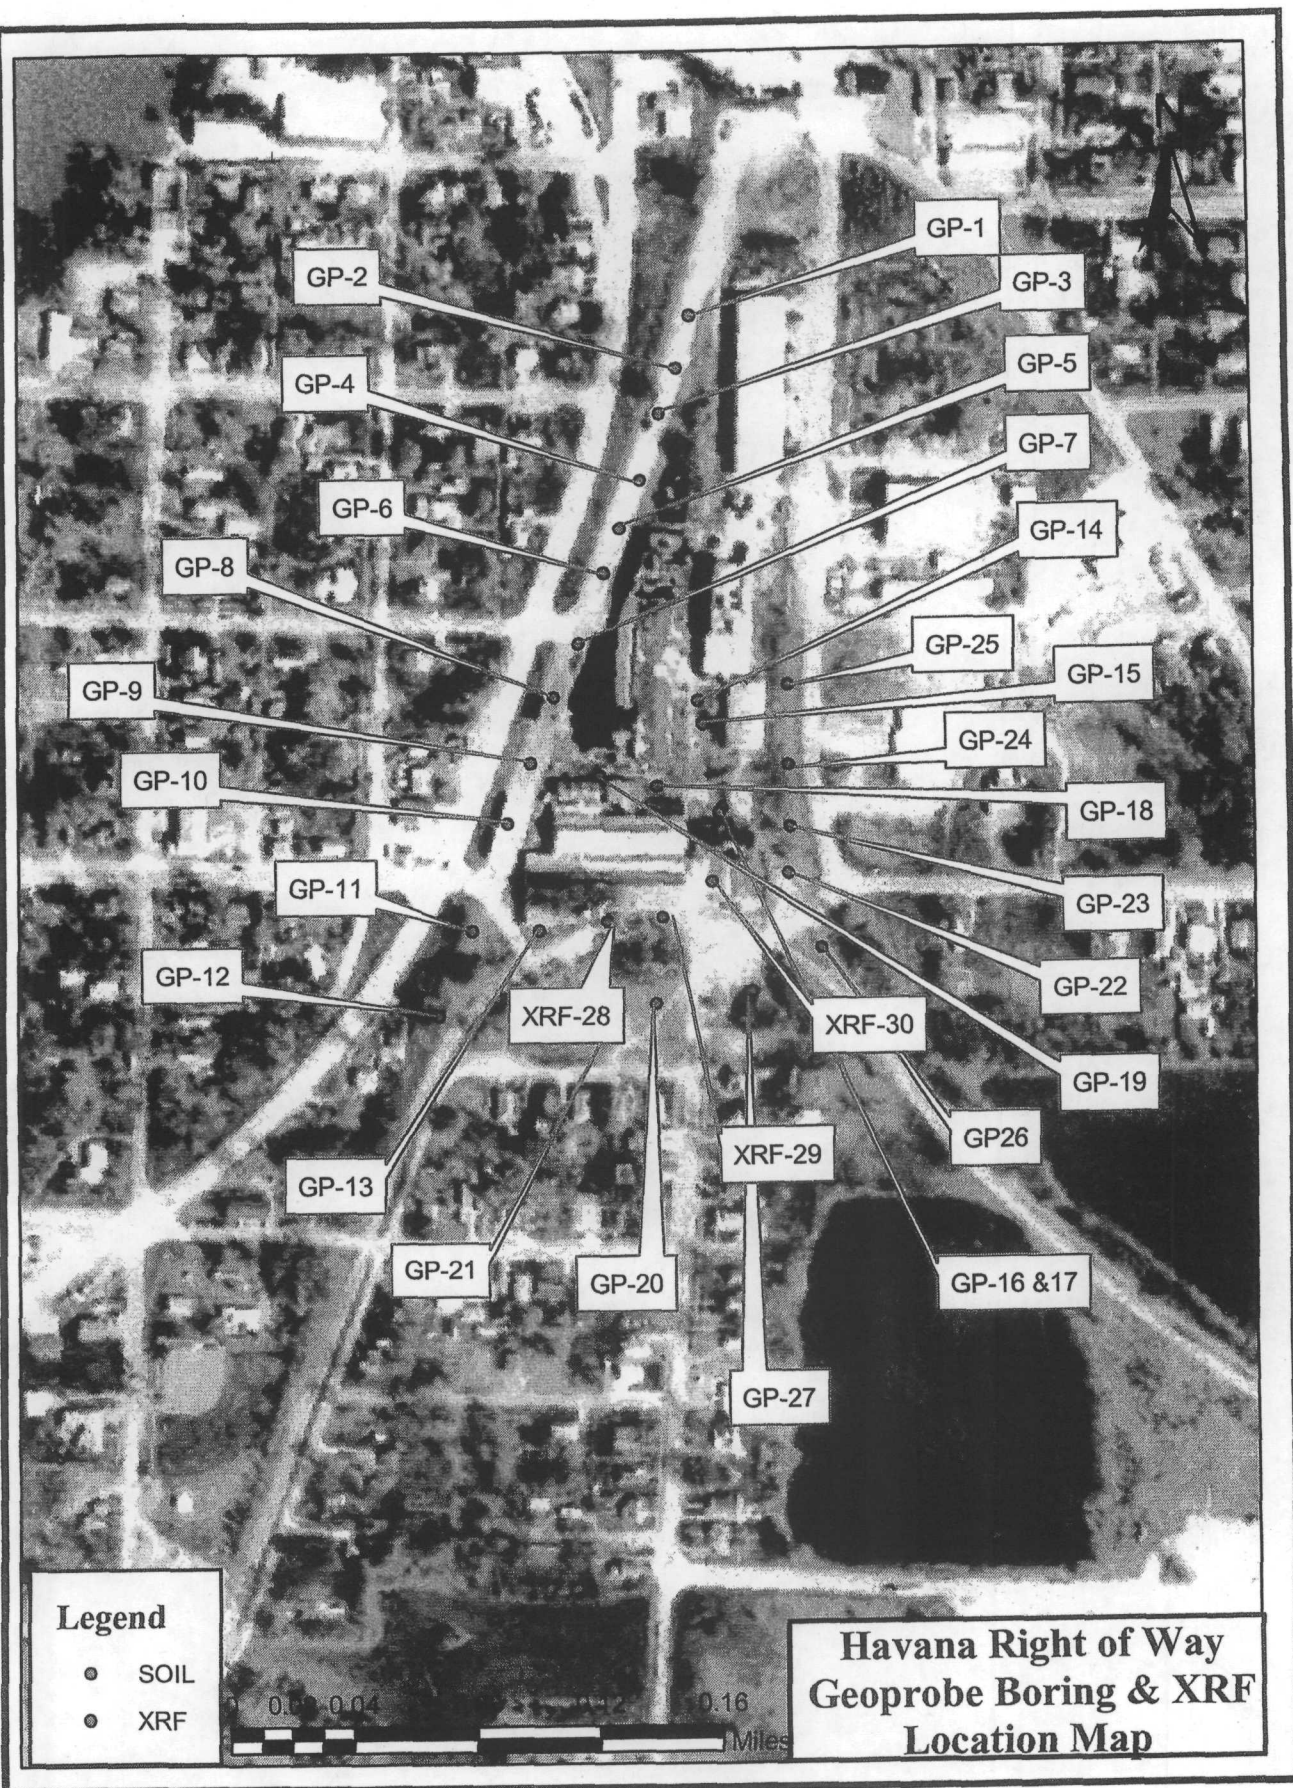 N
GP-1
GP-2
GP-3
GP-5
GP-4
GP-7
GP-6
GP-14
GP-8
GP-25
GP-15
GP-9
GP-24
GP-10
GP-18
GP-11
GP-23
GP-12
GP-22
XRF-28
XRF-30
GP-19
GP26
XRF-29
GP-13
GP-21
GP-20
GP-16 &17
GP-27
Legend
SOIL
XRF
0.04
0.16
Miles
Havana Right of Way
Geoprobe Boring & XRF
Location Map